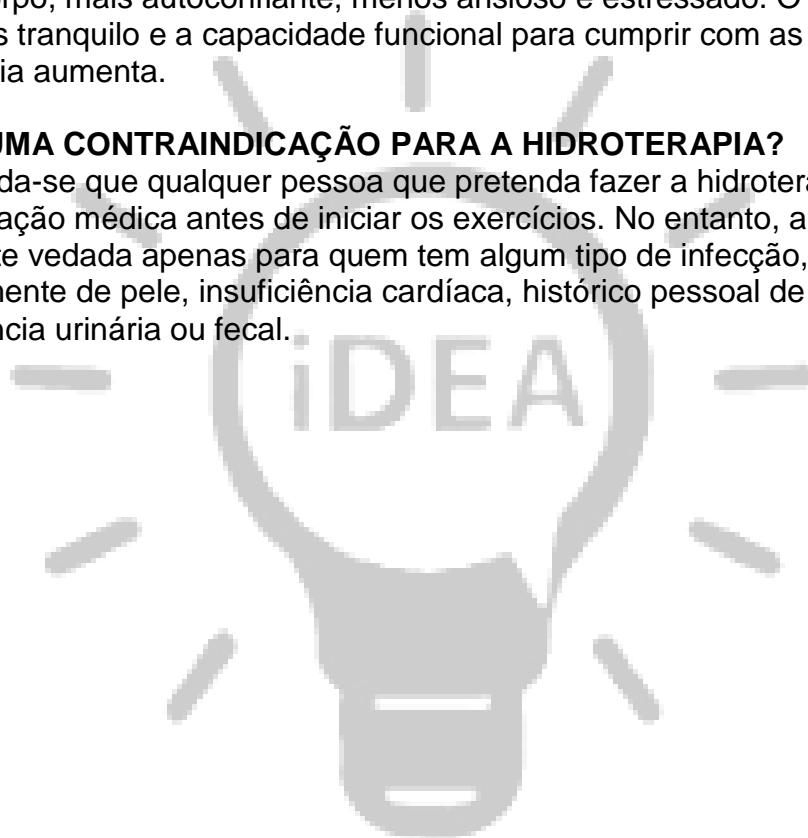 rpo, mais autoconfiante, menos ansioso e estressado. O
s tranquilo e a capacidade funcional para cumprir com as
ia aumenta.
UMA CONTRAINDICAÇÃO PARA A HIDROTERAPIA?
da-se que qualquer pessoa que pretenda fazer a hidrotera
ação médica antes de iniciar os exercícios. No entanto, a
te vedada apenas para quem tem algum tipo de infecção,
mente de pele, insuficiência cardíaca, histórico pessoal de
ncia urinária ou fecal.
iDEA